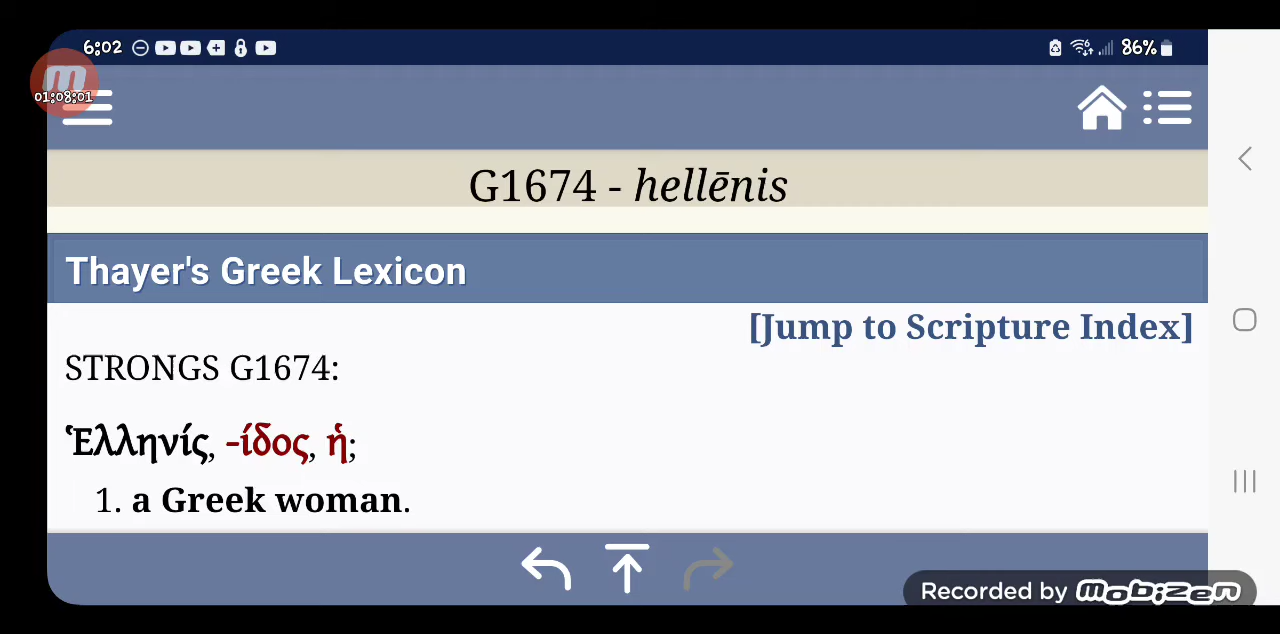 6:02 86%
01:08:01
G1674 - hellēnis
Thayer's Greek Lexicon
[Jump to Scripture Index]
STRONGS G1674:
Ἑλληνίς, -ίδος, ἡ;
1. a Greek woman.
Recorded by mobizen